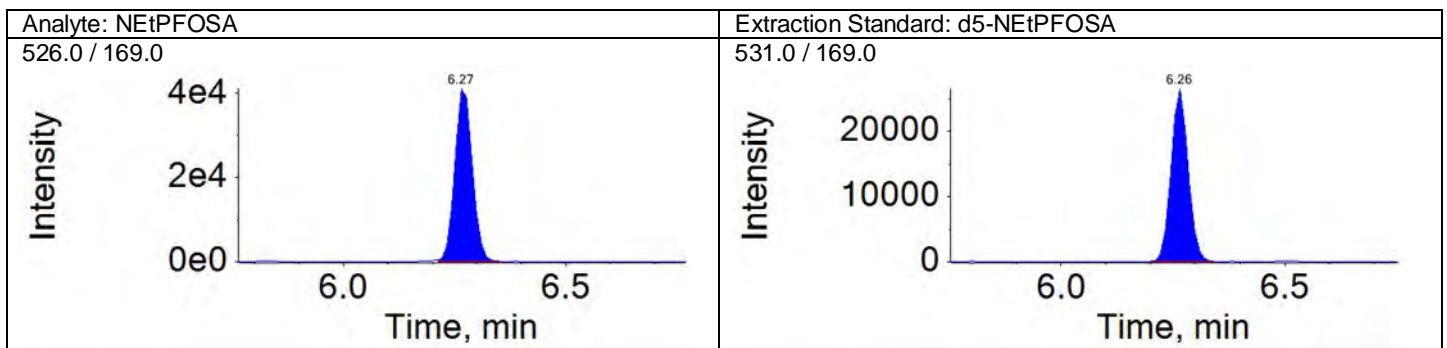 Analyte: NEtPFOSA
526.0 / 169.0
6.27
4e4
2e4
0e0
Intensity
6.0 6.5
Time, min
Extraction Standard: d5-NEtPFOSA
531.0 / 169.0
6.26
20000
10000
0
Intensity
6.0 6.5
Time, min